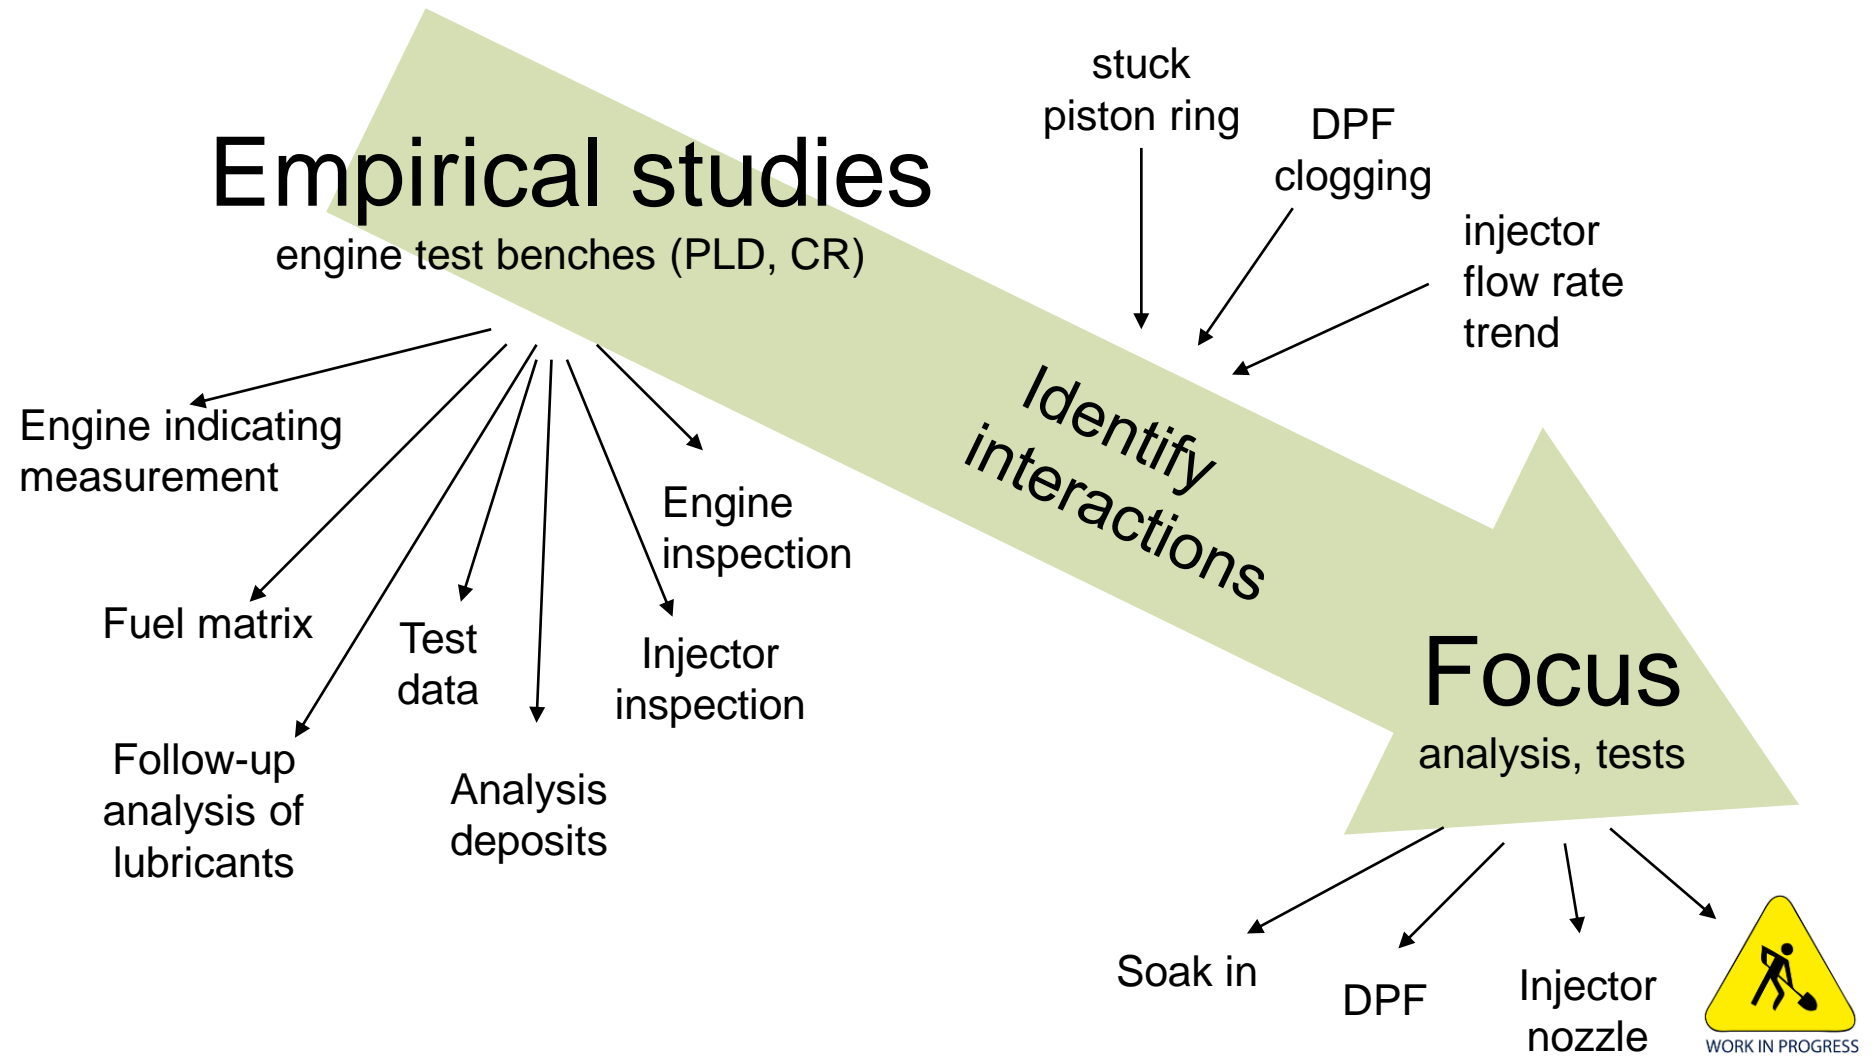 Empirical studies
engine test benches (PLD, CR)
stuck
piston ring
DPF
clogging
injector
flow rate
trend
Identify
interactions
Engine indicating
measurement
Fuel matrix
Follow-up
analysis of
lubricants
Test
data
Analysis
deposits
Injector
inspection
Engine
inspection
Focus
analysis, tests
Soak in
DPF
Injector
nozzle
WORK IN PROGRESS